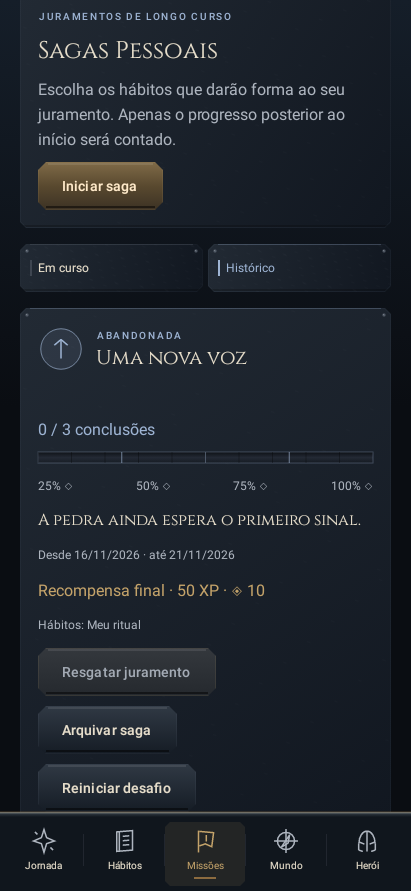 JURAMENTOS DE LONGO CURSO
Sagas Pessoais
Escolha os hábitos que darão forma ao seu
juramento. Apenas o progresso posterior ao
início será contado.
Iniciar saga
Em curso
Histórico
ABANDONADA
Uma nova voz
0 / 3 conclusões
25% ◇ 50% ◇ 75% ◇ 100% ◇
A pedra ainda espera o primeiro sinal.
Desde 16/11/2026 · até 21/11/2026
Recompensa final · 50 XP · ◈ 10
Hábitos: Meu ritual
Resgatar juramento
Arquivar saga
Reiniciar desafio
Jornada Hábitos Missões Mundo Herói